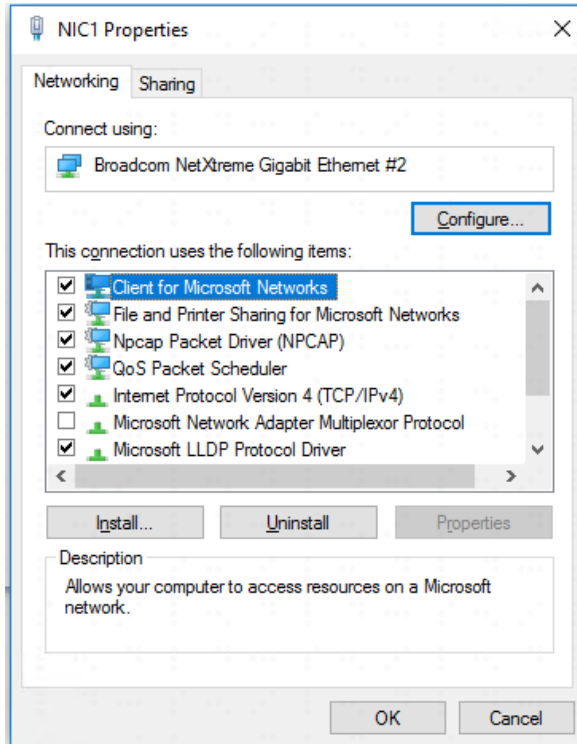 NIC1 Properties
Networking
Sharing
Connect using:
Broadcom NetXtreme Gigabit Ethernet #2
Configure...
This connection uses the following items:
Client for Microsoft Networks
File and Printer Sharing for Microsoft Networks
Npcap Packet Driver (NPCAP)
QoS Packet Scheduler
Internet Protocol Version 4 (TCP/IPv4)
Microsoft Network Adapter Multiplexor Protocol
Microsoft LLDP Protocol Driver
Install...
Uninstall
Properties
Description
Allows your computer to access resources on a Microsoft
network.
OK
Cancel